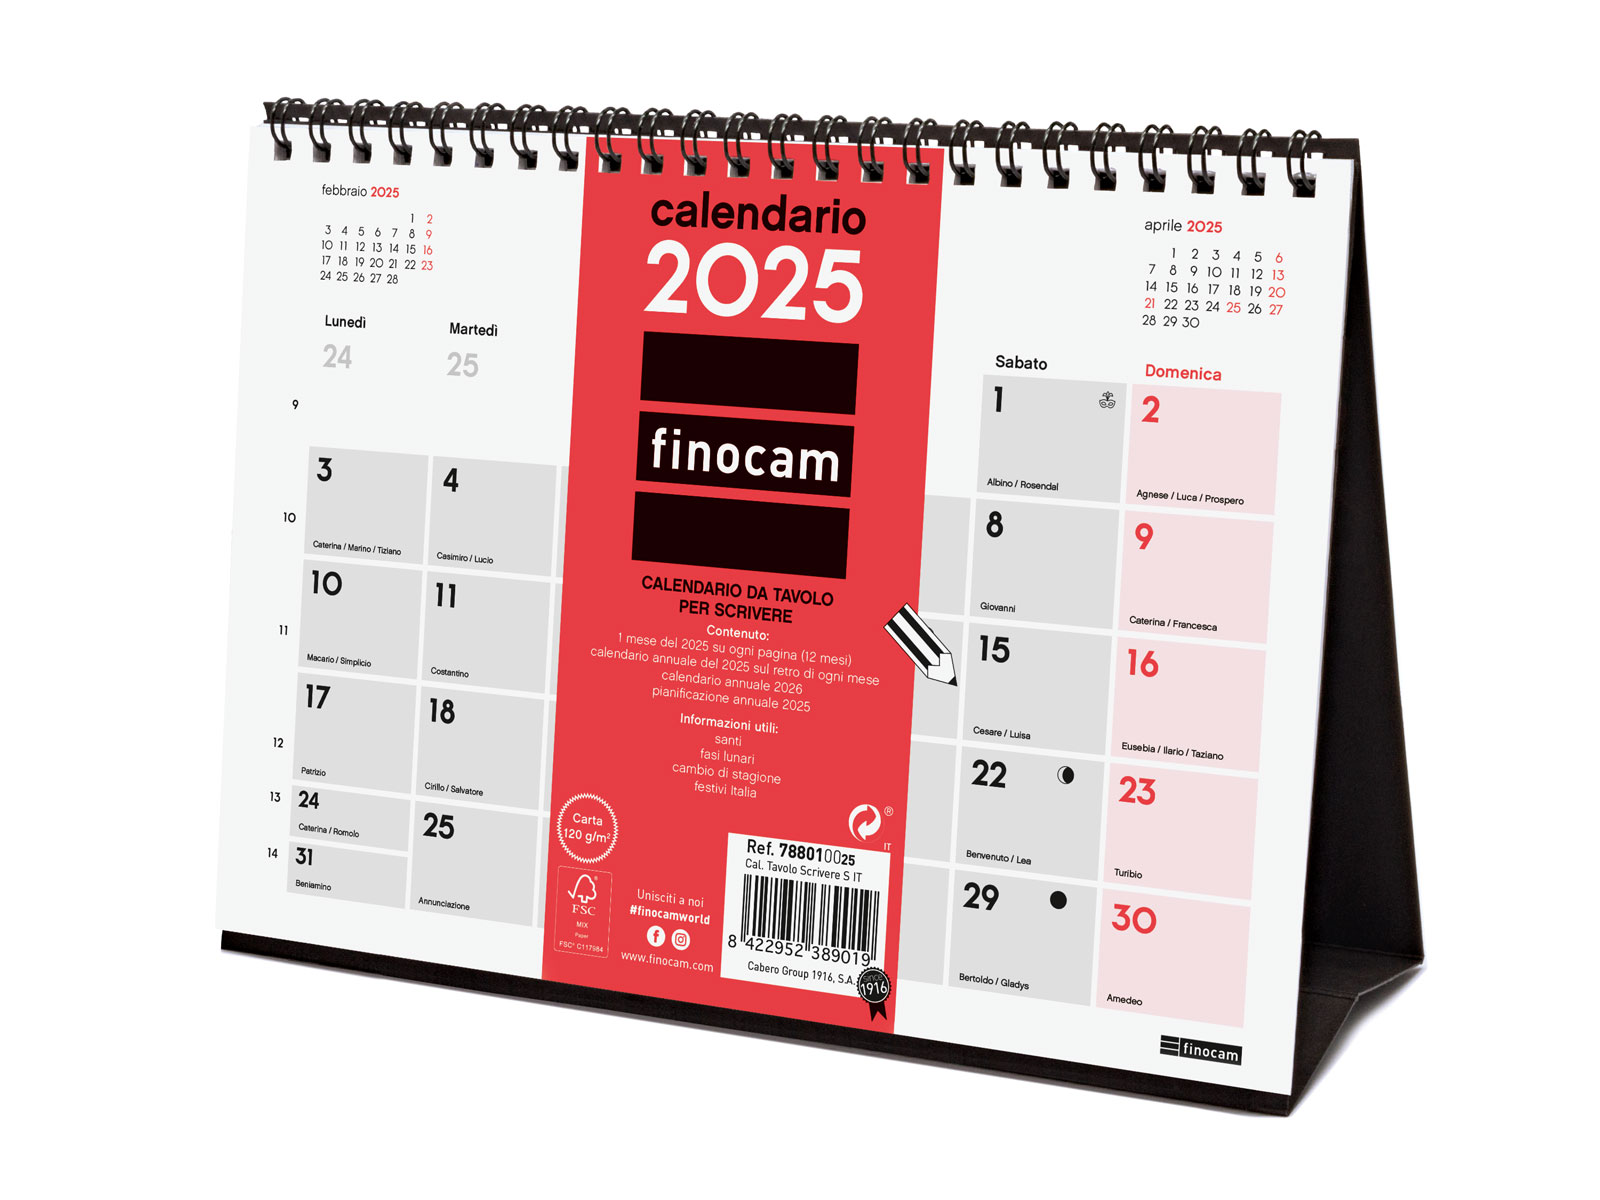 febbraio 2025
1 2
3 4 5 6 7 8 9
10 11 12 13 14 15 16
17 18 19 20 21 22 23
24 25 26 27 28
calendario
2025
finocam
CALENDARIO DA TAVOLO
PER SCRIVERE
Contenuto:
1 mese del 2025 su ogni pagina (12 mesi)
calendario annuale del 2025 sul retro di ogni mese
calendario annuale 2026
pianificazione annuale 2025
Informazioni utili:
santi
fasi lunari
cambio di stagione
festivi Italia
Carta
120 g/m²
FSC
MIX
Paper
FSC® C117984
Unisciti a noi
#finocamworld
www.finocam.com
®
IT
Ref. 788010025
Cal. Tavolo Scrivere S IT
8 422952 389019
Cabero Group 1916, S.A.
since
1916
aprile 2025
1 2 3 4 5 6
7 8 9 10 11 12 13
14 15 16 17 18 19 20
21 22 23 24 25 26 27
28 29 30
Lunedì Martedì Sabato Domenica
24 25
9
1 2
Albino / Rosendal Agnese / Luca / Prospero
10
3 4 8 9
Caterina / Marino / Tiziano Casimiro / Lucio Giovanni Caterina / Francesca
11
10 11 15 16
Macario / Simplicio Costantino Cesare / Luisa Eusebia / Ilario / Taziano
12
17 18 22 23
Patrizio Cirillo / Salvatore Benvenuto / Lea Turibio
13
24 25 29 30
Caterina / Romolo Annunciazione Bertoldo / Gladys Amedeo
14
31
Beniamino
finocam